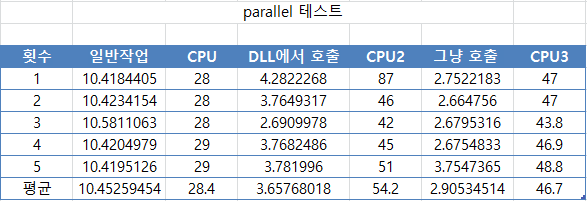 parallel 테스트
횟수 일반작업 CPU DLL에서 호출 CPU2 그냥 호출 CPU3
1 10.4184405 28 4.2822268 87 2.7522183 47
2 10.4234154 28 3.7649317 46 2.664756 47
3 10.5811063 28 2.6909978 42 2.6795316 43.8
4 10.4204979 29 3.7682486 45 2.6754833 46.9
5 10.4195126 29 3.781996 51 3.7547365 48.8
평균 10.45259454 28.4 3.65768018 54.2 2.90534514 46.7